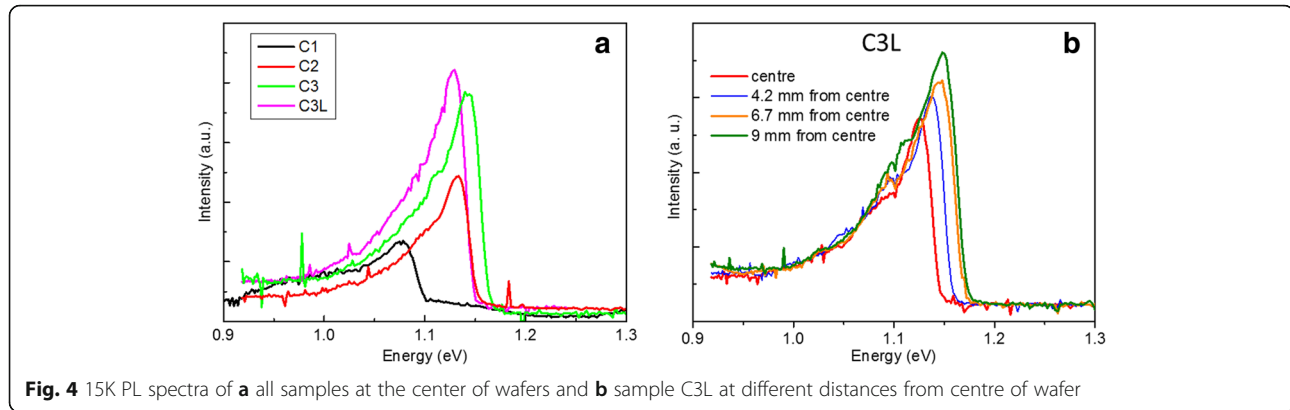 a
C1
C2
C3
C3L
Intensity (a.u.)
0.9
1.0
1.1
1.2
1.3
Energy (eV)
C3L
b
centre
4.2 mm from centre
6.7 mm from centre
9 mm from centre
Intensity (a. u.)
0.9
1.0
1.1
1.2
1.3
Energy (eV)
Fig. 4 15K PL spectra of a all samples at the center of wafers and b sample C3L at different distances from centre of wafer